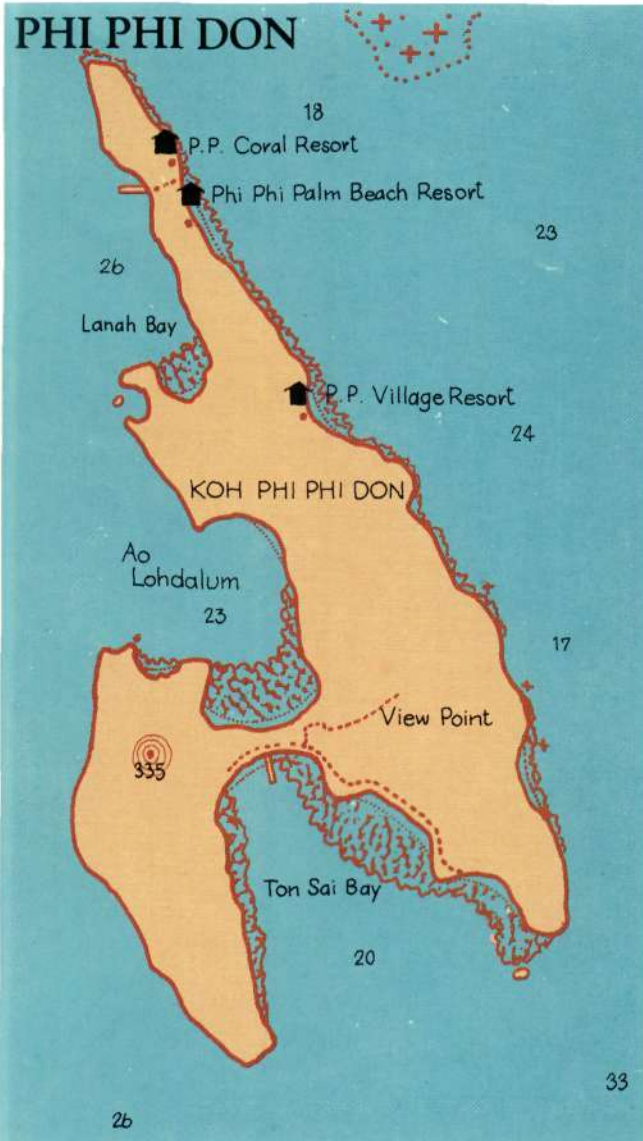 PHI PHI DON
18
P.P. Coral Resort
Phi Phi Palm Beach Resort
23
26
Lanah Bay
P.P. Village Resort
24
KOH PHI PHI DON
Ao
Lohdalum
23
17
View Point
335
Ton Sai Bay
20
33
26